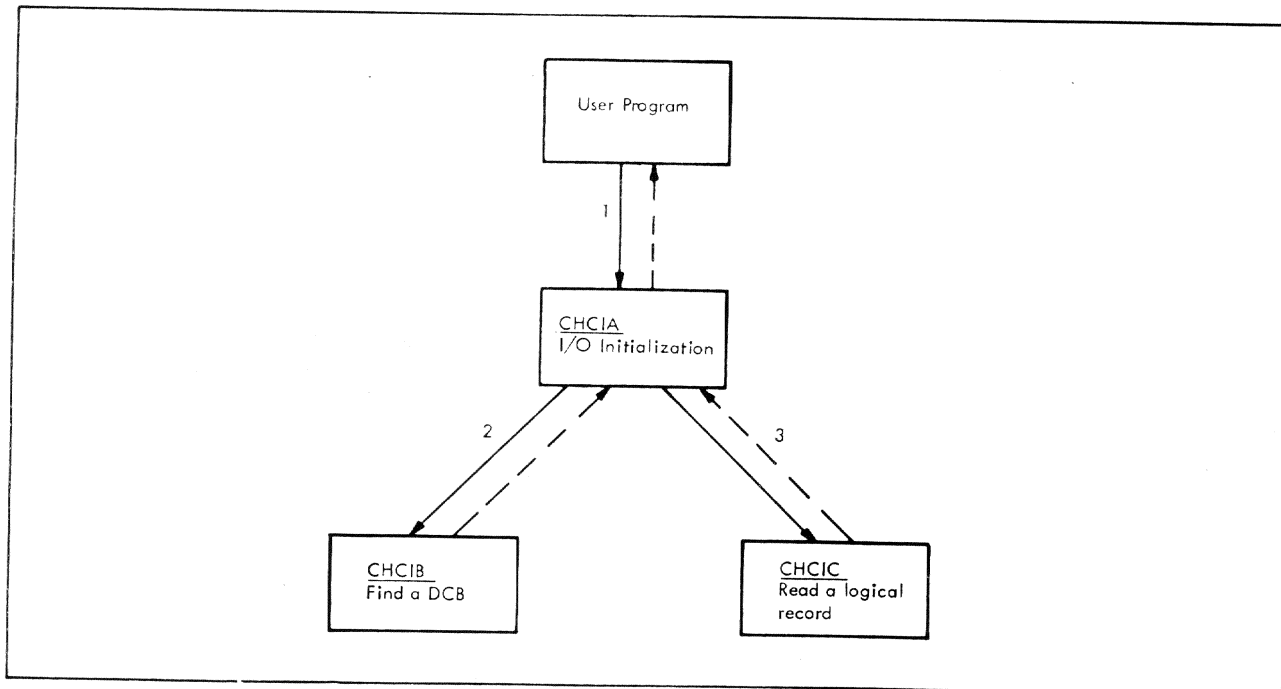 User Program
1
CHCIA
I/O Initialization
2
3
CHCIB
Find a DCB
CHCIC
Read a logical
record